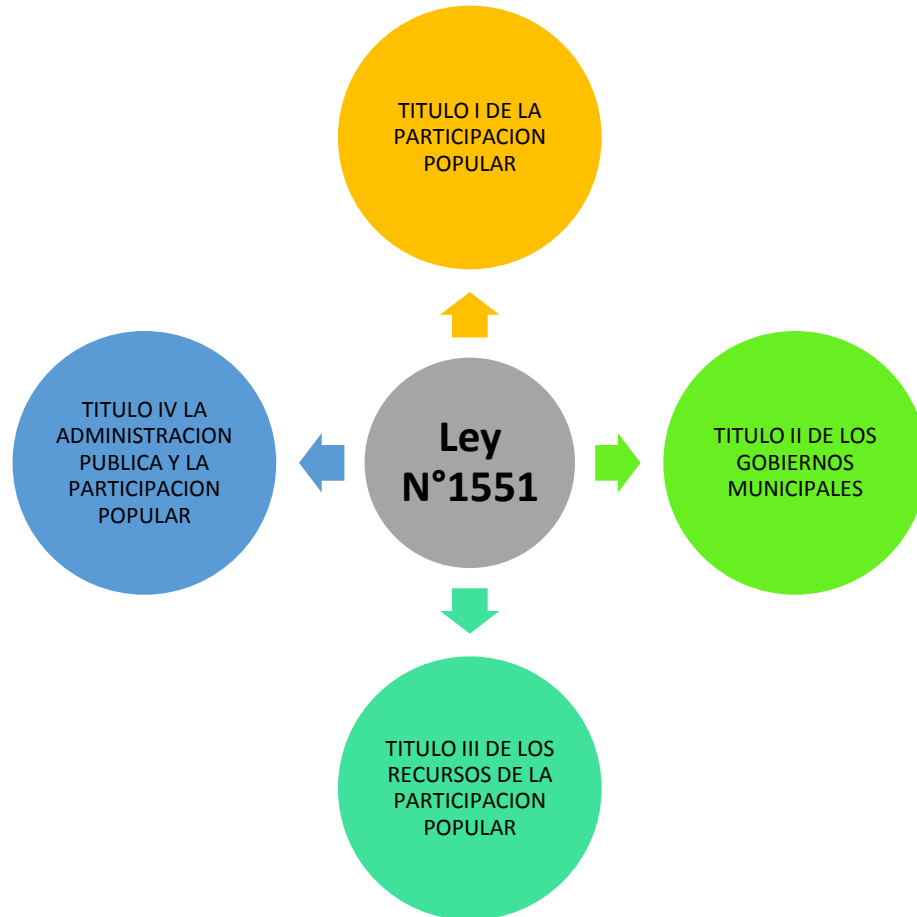 TITULO I DE LA
PARTICIPACION
POPULAR
TITULO IV LA
ADMINISTRACION
PUBLICA Y LA
PARTICIPACION
POPULAR
Ley
N°1551
TITULO II DE LOS
GOBIERNOS
MUNICIPALES
TITULO III DE LOS
RECURSOS DE LA
PARTICIPACION
POPULAR